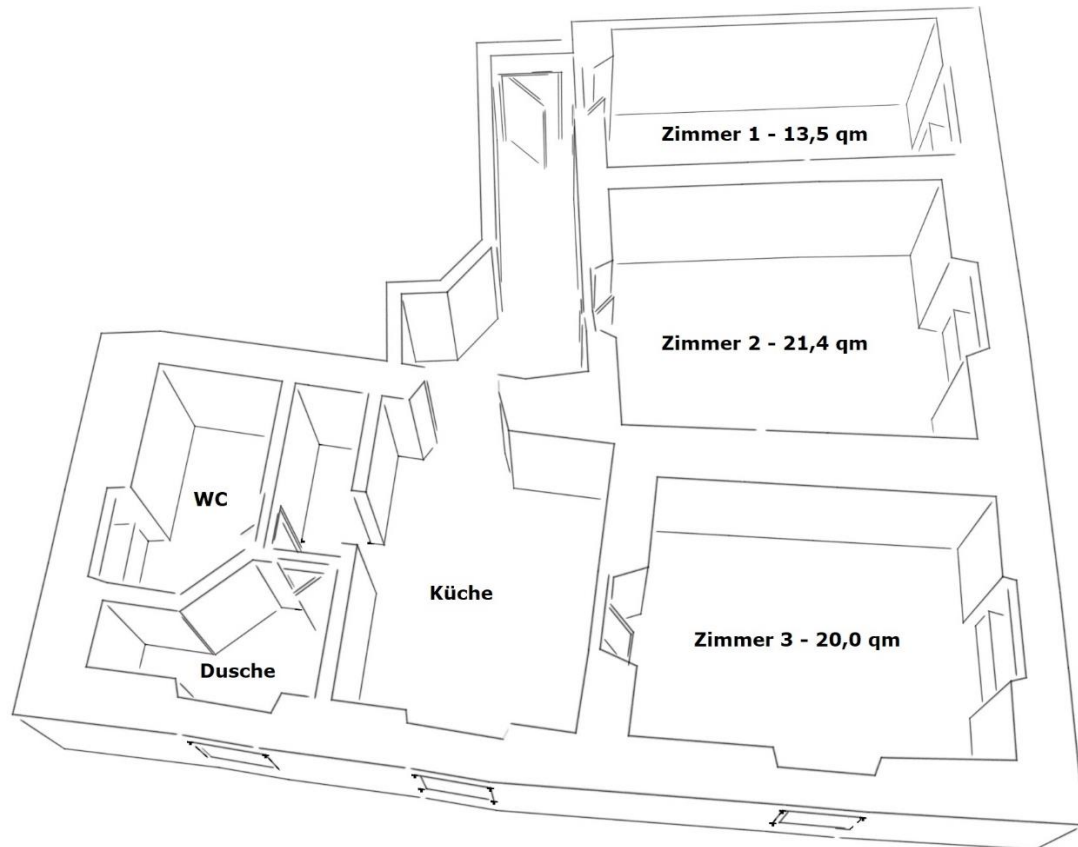 Zimmer 1 - 13,5 qm
Zimmer 2 - 21,4 qm
WC
Küche
Zimmer 3 - 20,0 qm
Dusche